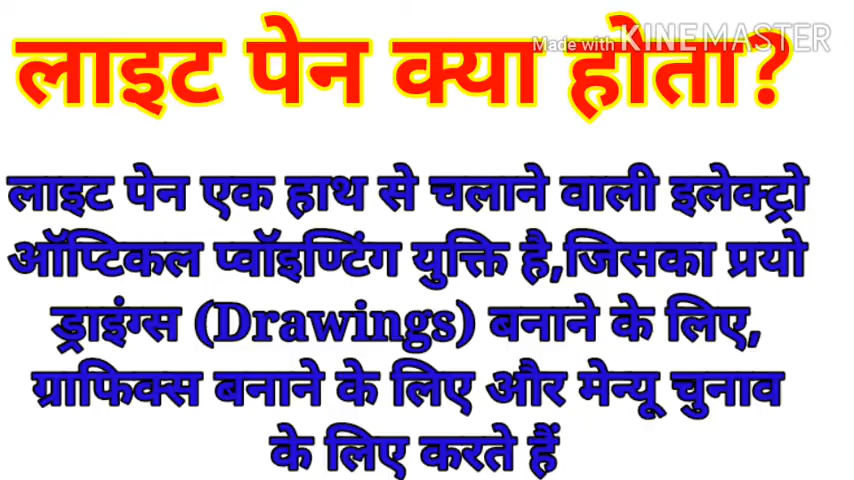 Made with KINEMASTER
लाइट पेन क्या होता?
लाइट पेन एक हाथ से चलाने वाली इलेक्ट्रो
ऑप्टिकल प्वॉइण्टिंग युक्ति है,जिसका प्रयो
ड्राइंग्स (Drawings) बनाने के लिए,
ग्राफिक्स बनाने के लिए और मेन्यू चुनाव
के लिए करते हैं